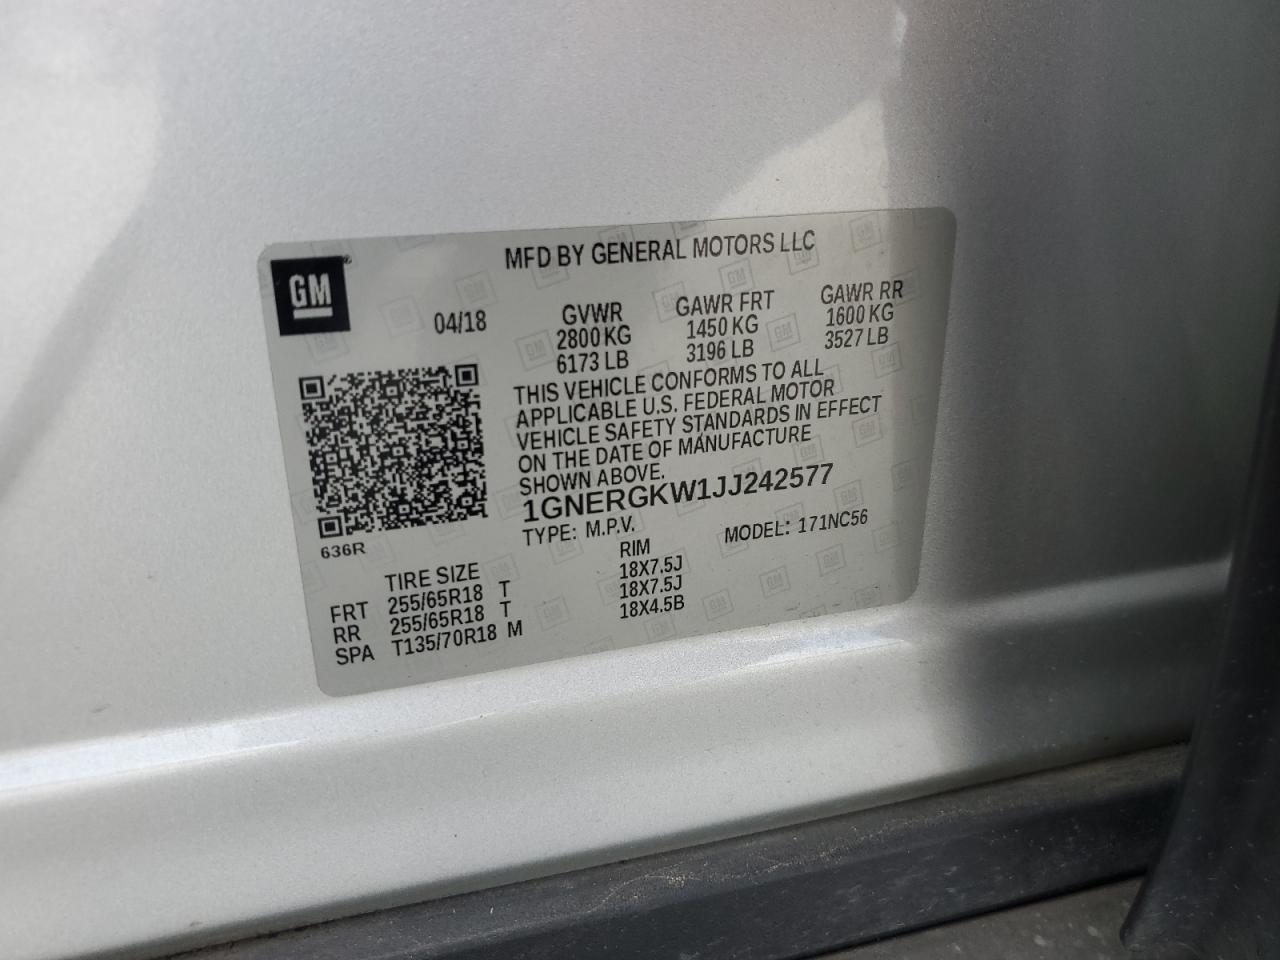 MFD BY GENERAL MOTORS LLC
GM®
04/18
GVWR GAWR FRT GAWR RR
2800KG 1450 KG 1600 KG
6173 LB 3196 LB 3527 LB
THIS VEHICLE CONFORMS TO ALL
APPLICABLE U.S. FEDERAL MOTOR
VEHICLE SAFETY STANDARDS IN EFFECT
ON THE DATE OF MANUFACTURE
SHOWN ABOVE.
1GNERGKW1JJ242577
TYPE: M.P.V. MODEL: 171NC56
636R
TIRE SIZE RIM
FRT 255/65R18 T 18X7.5J
RR 255/65R18 T 18X7.5J
SPA T135/70R18 M 18X4.5B